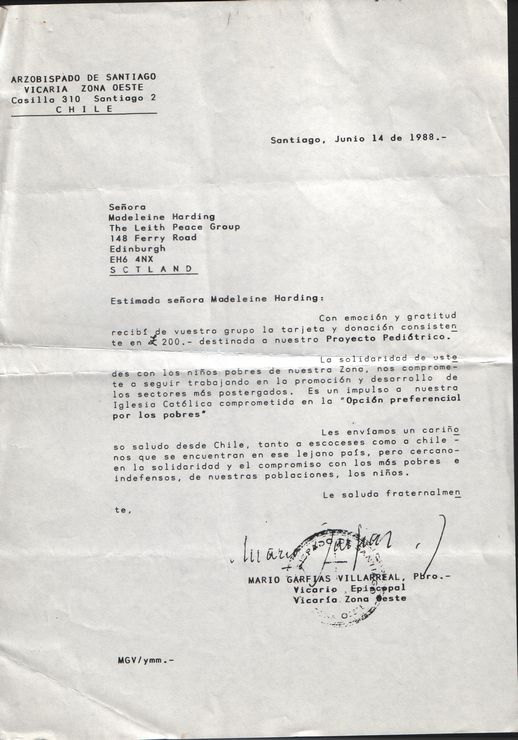 ARZOBISPADO DE SANTIAGO
VICARIA ZONA OESTE
Casilla 310 Santiago 2
C H I L E
Santiago, Junio 14 de 1988.-
Señora
Madeleine Harding
The Leith Peace Group
148 Ferry Road
Edinburgh
EH6 4NX
S C T L A N D
Estimada señora Madeleine Harding:
Con emoción y gratitud
recibí de vuestro grupo la tarjeta y donación consisten
te en £ 200.- destinada a nuestro Proyecto Pediátrico.
La solidaridad de uste
des con los niños pobres de nuestra Zona, nos comprome-
te a seguir trabajando en la promoción y desarrollo de
los sectores más postergados. Es un impulso a nuestra
Iglesia Católica comprometida en la "Opción preferencial
por los pobres"
Les envíamos un cariño
so saludo desde Chile, tanto a escoceses como a chile -
nos que se encuentran en ese lejano país, pero cercano-
en la solidaridad y el compromiso con los más pobres e
indefensos, de nuestras poblaciones, los niños.
Le saluda fraternalmen
te,
MARIO GARFIAS VILLARREAL, Pbro.-
Vicario Episcopal
Vicaría Zona Oeste
MGV/ymm.-